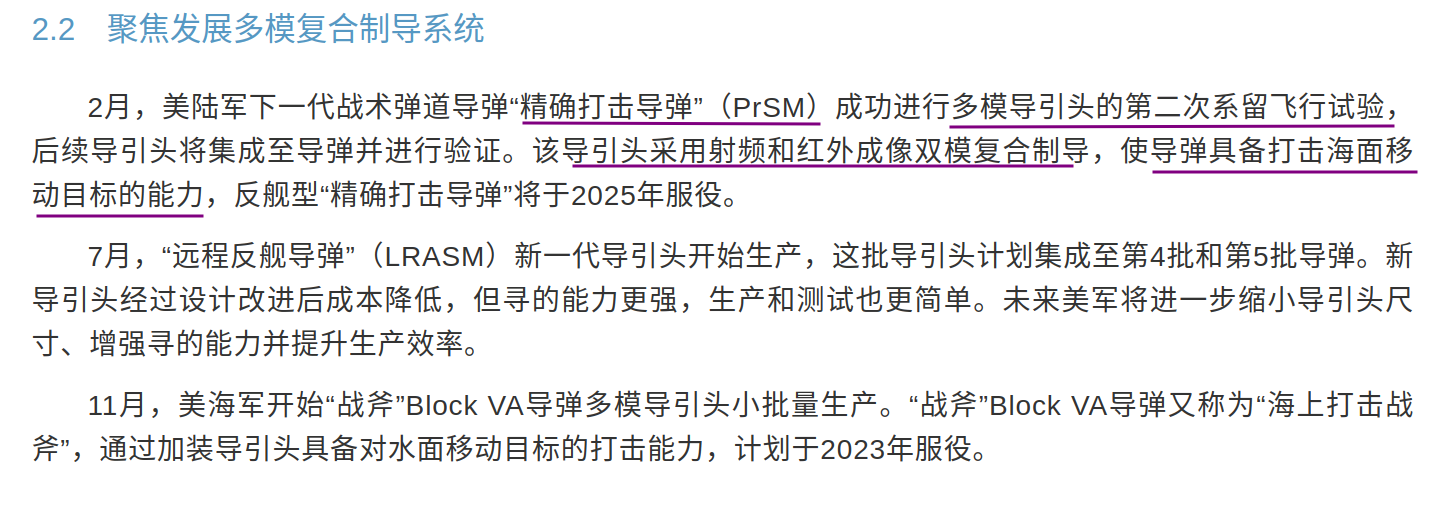 2.2 聚焦发展多模复合制导系统
2月，美陆军下一代战术弹道导弹“精确打击导弹”（PrSM）成功进行多模导引头的第二次系留飞行试验，
后续导引头将集成至导弹并进行验证。该导引头采用射频和红外成像双模复合制导，使导弹具备打击海面移
动目标的能力，反舰型“精确打击导弹”将于2025年服役。
7月，“远程反舰导弹”（LRASM）新一代导引头开始生产，这批导引头计划集成至第4批和第5批导弹。新
导引头经过设计改进后成本降低，但寻的能力更强，生产和测试也更简单。未来美军将进一步缩小导引头尺
寸、增强寻的能力并提升生产效率。
11月，美海军开始“战斧”Block VA导弹多模导引头小批量生产。“战斧”Block VA导弹又称为“海上打击战
斧”，通过加装导引头具备对水面移动目标的打击能力，计划于2023年服役。